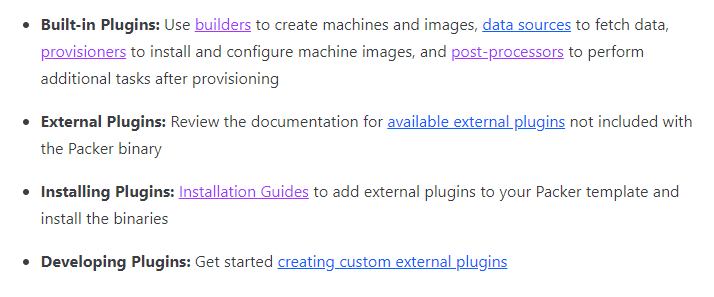 • Built-in Plugins: Use builders to create machines and images, data sources to fetch data,
provisioners to install and configure machine images, and post-processors to perform
additional tasks after provisioning
• External Plugins: Review the documentation for available external plugins not included with
the Packer binary
• Installing Plugins: Installation Guides to add external plugins to your Packer template and
install the binaries
• Developing Plugins: Get started creating custom external plugins